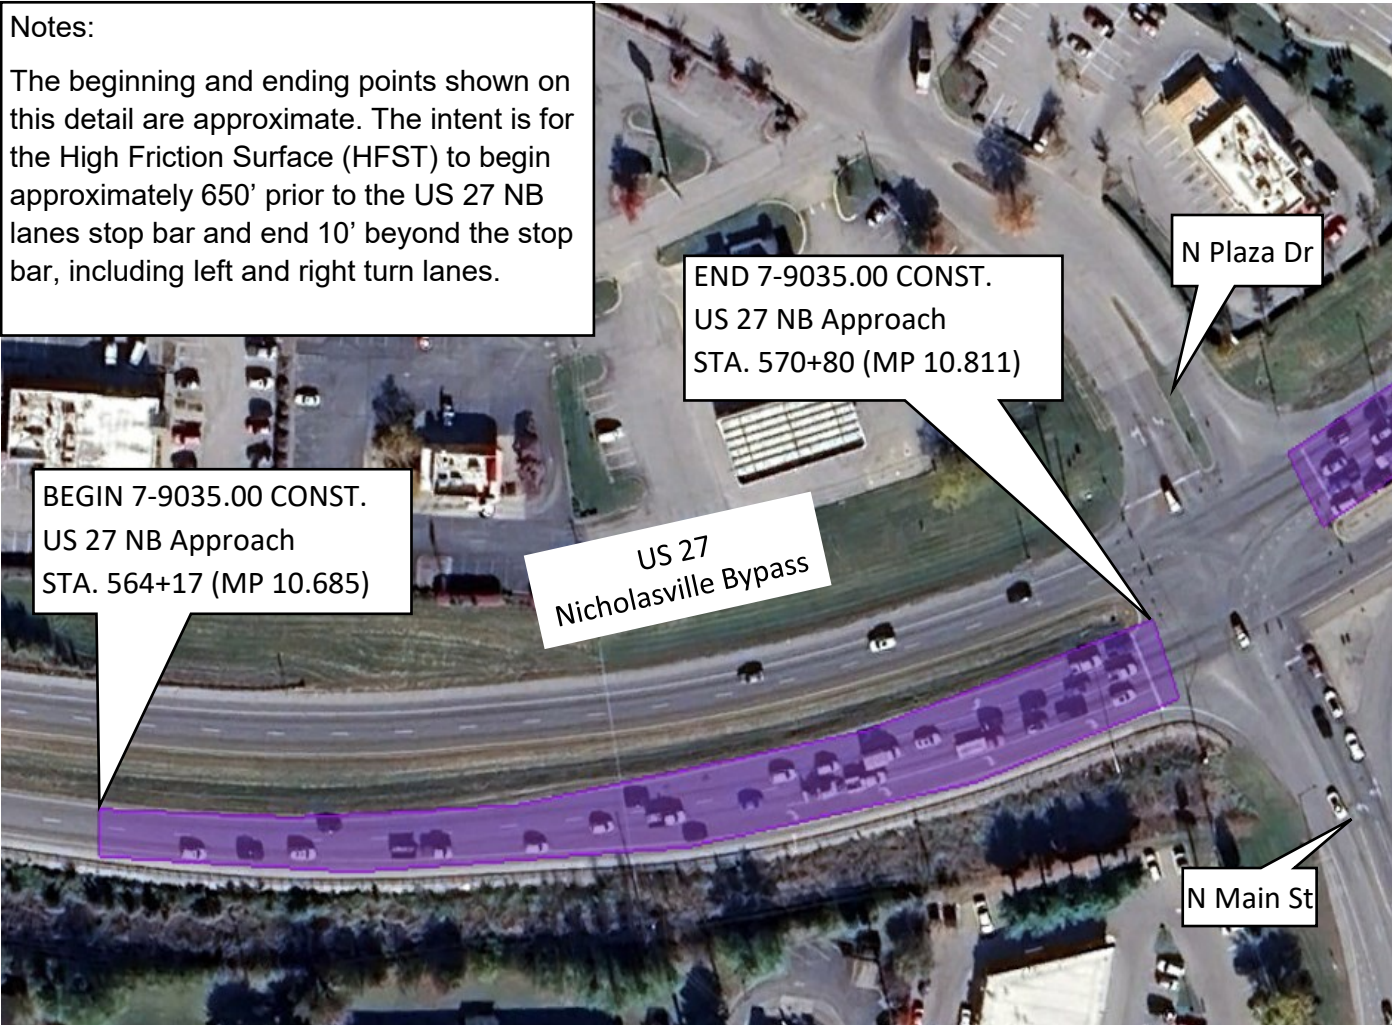 Notes:
The beginning and ending points shown on
this detail are approximate. The intent is for
the High Friction Surface (HFST) to begin
approximately 650’ prior to the US 27 NB
lanes stop bar and end 10’ beyond the stop
bar, including left and right turn lanes.
N Plaza Dr
END 7-9035.00 CONST.
US 27 NB Approach
STA. 570+80 (MP 10.811)
BEGIN 7-9035.00 CONST.
US 27 NB Approach
STA. 564+17 (MP 10.685)
US 27
Nicholasville Bypass
N Main St